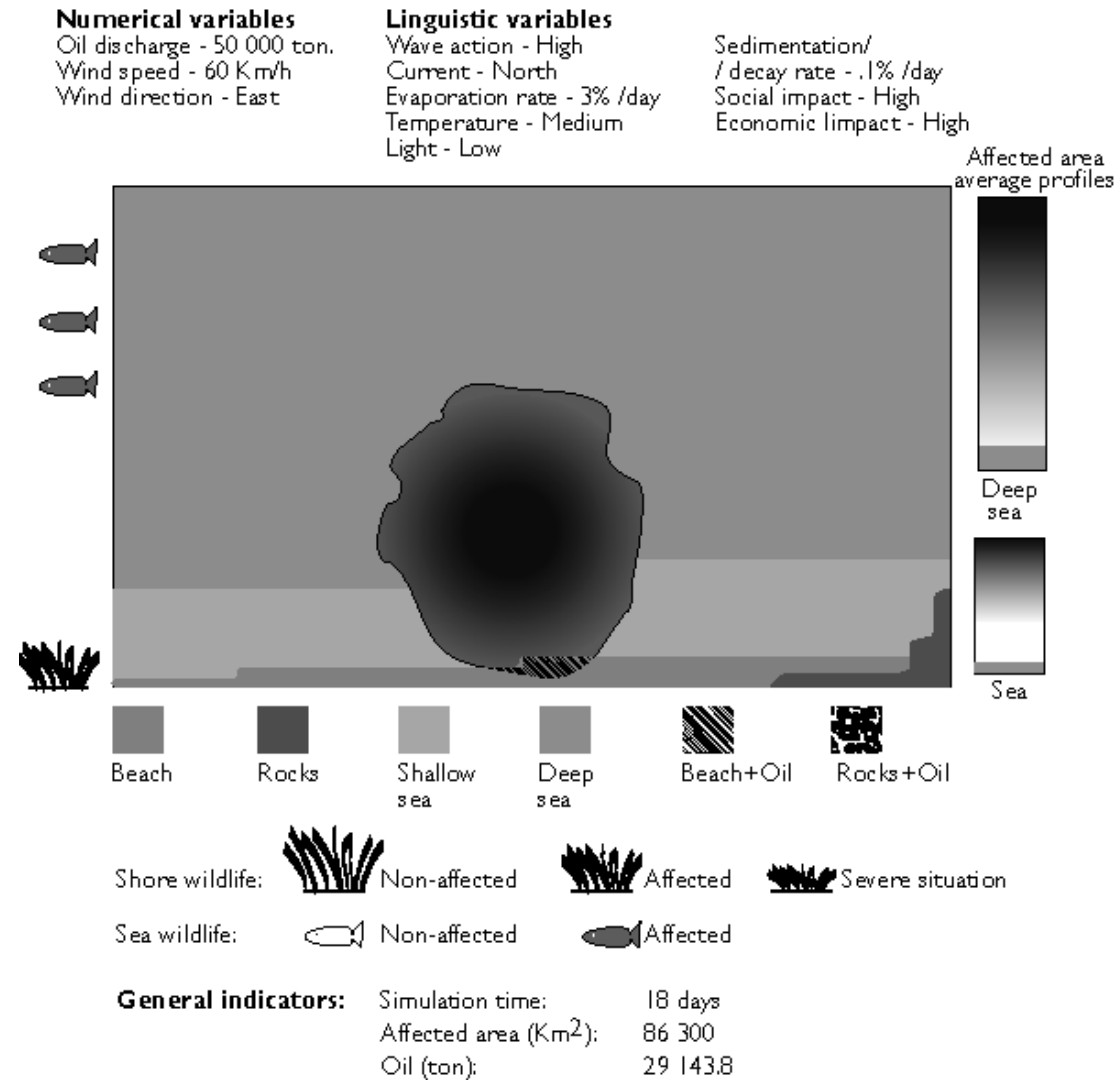 Numerical variables
Oil discharge - 50 000 ton.
Wind speed - 60 Km/h
Wind direction - East
Linguistic variables
Wave action - High
Current - North
Evaporation rate - 3% /day
Temperature - Medium
Light - Low
Sedimentation/
/ decay rate - .1% /day
Social impact - High
Economic Iimpact - High
Affected area
average profiles
Deep
sea
Sea
Beach
Rocks
Shallow
sea
Deep
sea
Beach+Oil
Rocks+Oil
Shore wildlife: Non-affected Affected Severe situation
Sea wildlife: Non-affected Affected
General indicators: Simulation time: 18 days
Affected area (Km2): 86 300
Oil (ton): 29 143.8